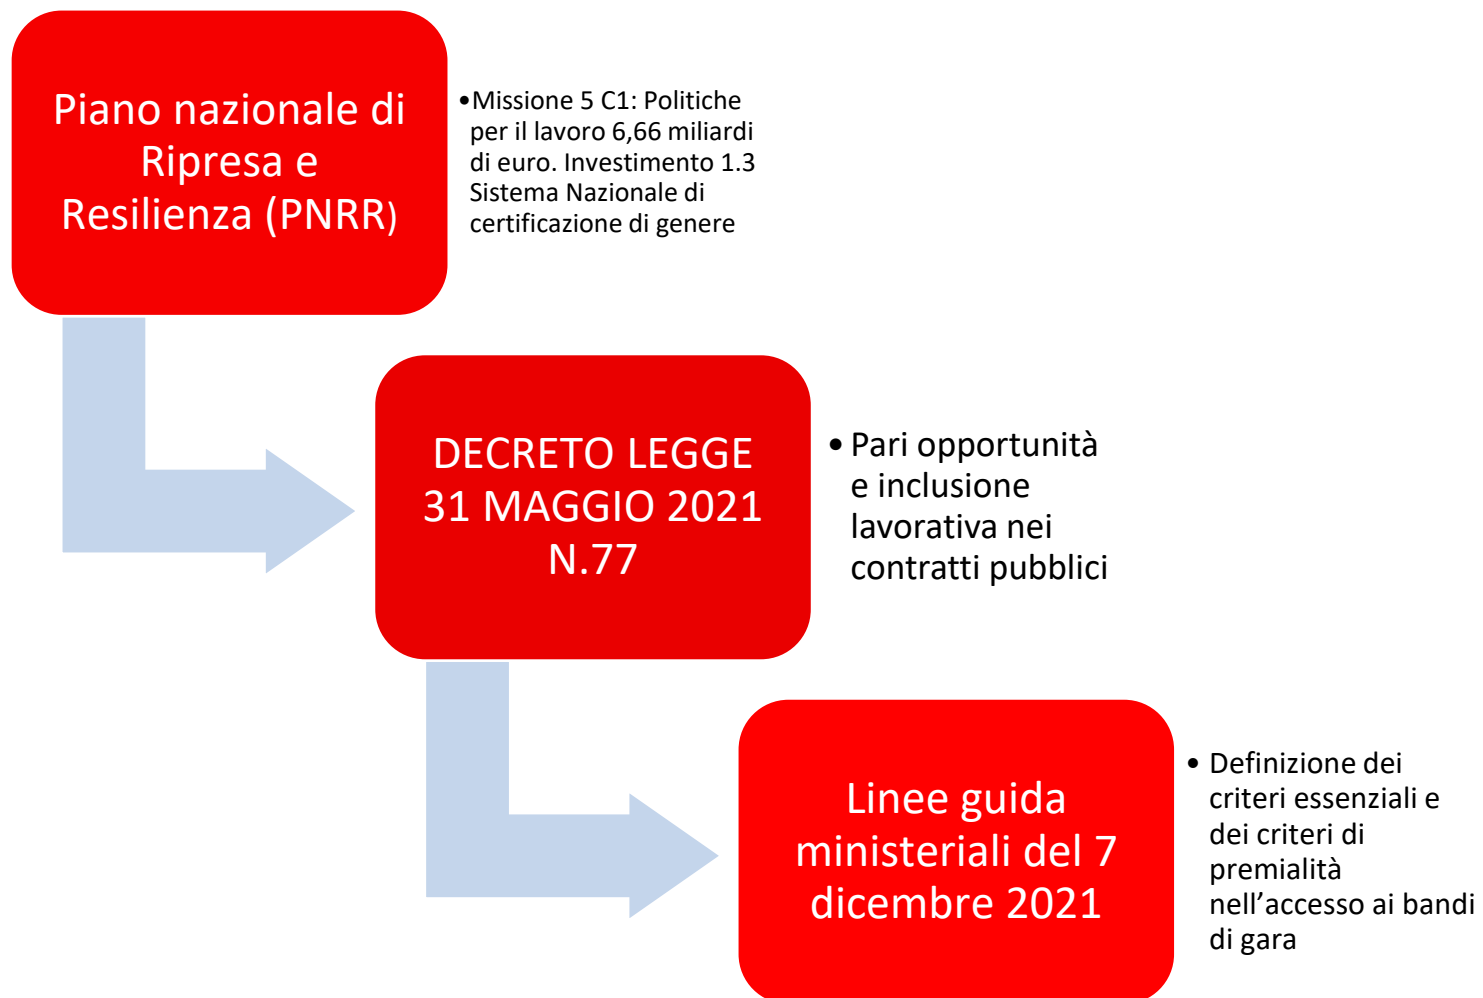 Piano nazionale di
Ripresa e
Resilienza (PNRR)
•Missione 5 C1: Politiche
per il lavoro 6,66 miliardi
di euro. Investimento 1.3
Sistema Nazionale di
certificazione di genere
DECRETO LEGGE
31 MAGGIO 2021
N.77
• Pari opportunità
e inclusione
lavorativa nei
contratti pubblici
Linee guida
ministeriali del 7
dicembre 2021
• Definizione dei
criteri essenziali e
dei criteri di
premialità
nell’accesso ai bandi
di gara